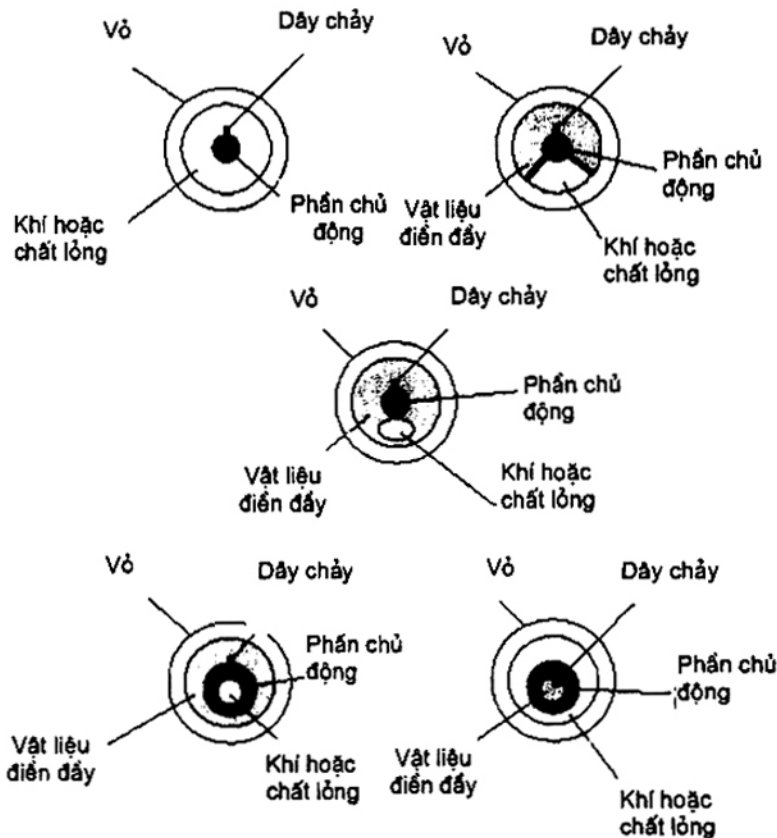 Vỏ
Dây chảy
Khí hoặc
chất lỏng
Phần chủ
động
Vỏ
Dây chảy
Phần chủ
động
Vật liệu
điền đầy
Khí hoặc
chất lỏng
Vỏ
Dây chảy
Phần chủ
động
Vật liệu
điền đầy
Khí hoặc
chất lỏng
Vỏ
Dây chảy
Phấn chủ
động
Vật liệu
điền đầy
Khí hoặc
chất lỏng
Vỏ
Dây chảy
Phần chủ
động
Vật liệu
điền đầy
Khí hoặc
chất lỏng